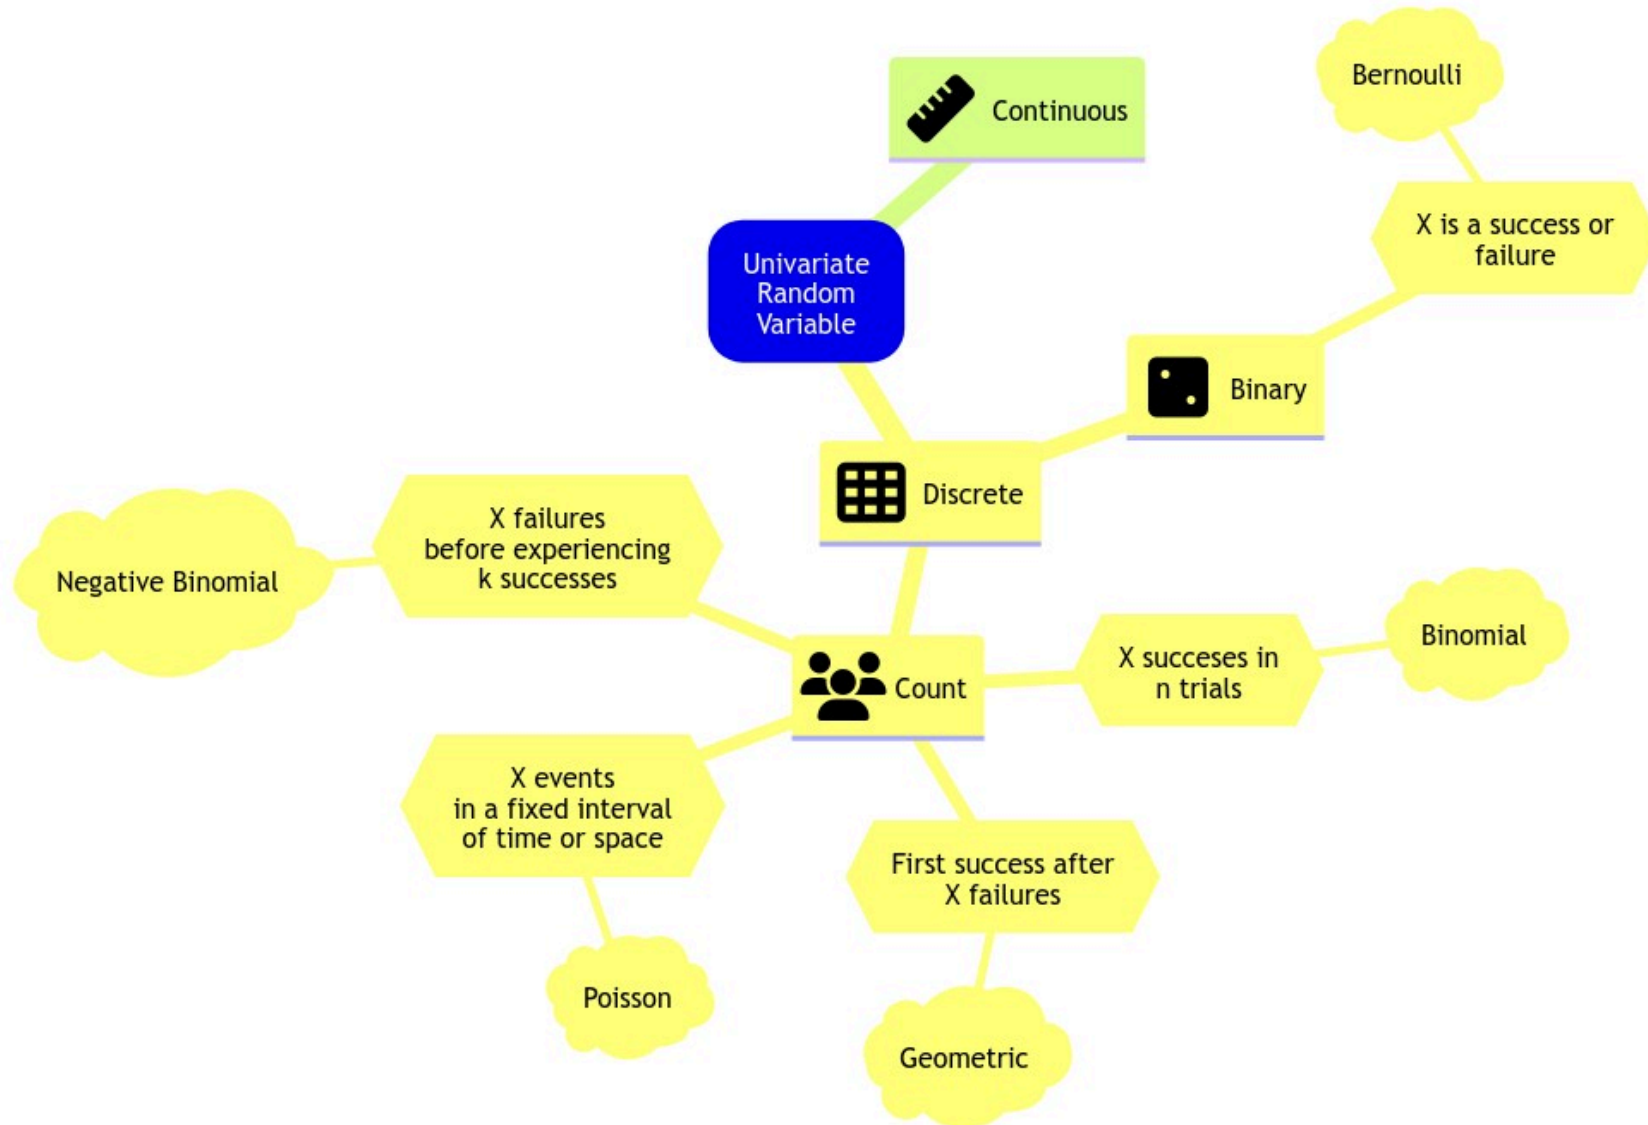 Bernoulli
Continuous
X is a success or
failure
Univariate
Random
Variable
Binary
Discrete
X failures
before experiencing
k successes
Negative Binomial
Binomial
X succeses in
n trials
Count
X events
in a fixed interval
of time or space
First success after
X failures
Poisson
Geometric